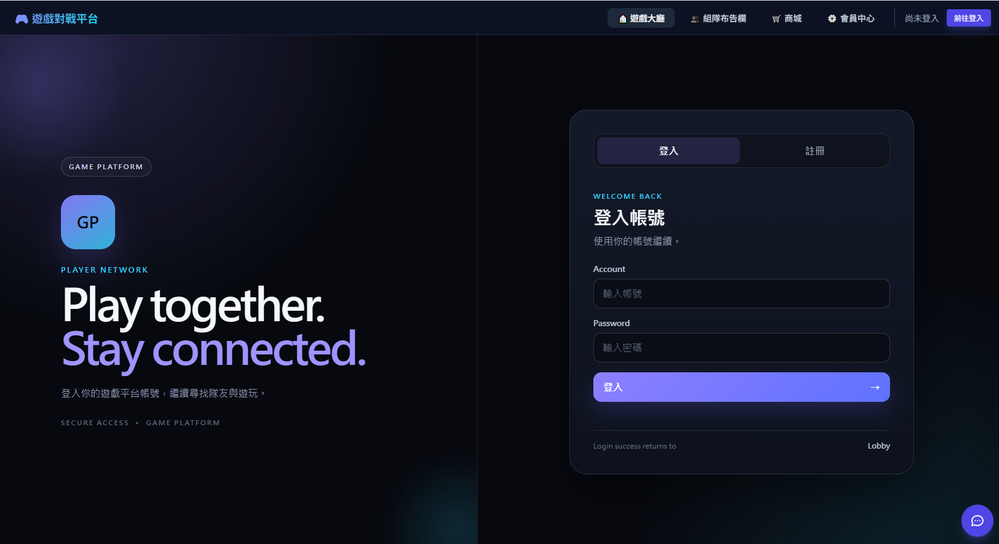 遊戲對戰平台
遊戲大廳
組隊布告欄
商城
會員中心
尚未登入
前往登入
GAME PLATFORM
GP
PLAYER NETWORK
Play together.
Stay connected.
登入你的遊戲平台帳號，繼續尋找隊友與遊玩。
SECURE ACCESS • GAME PLATFORM
登入
註冊
WELCOME BACK
登入帳號
使用你的帳號繼續。
Account
輸入帳號
Password
輸入密碼
登入 →
Login success returns to
Lobby